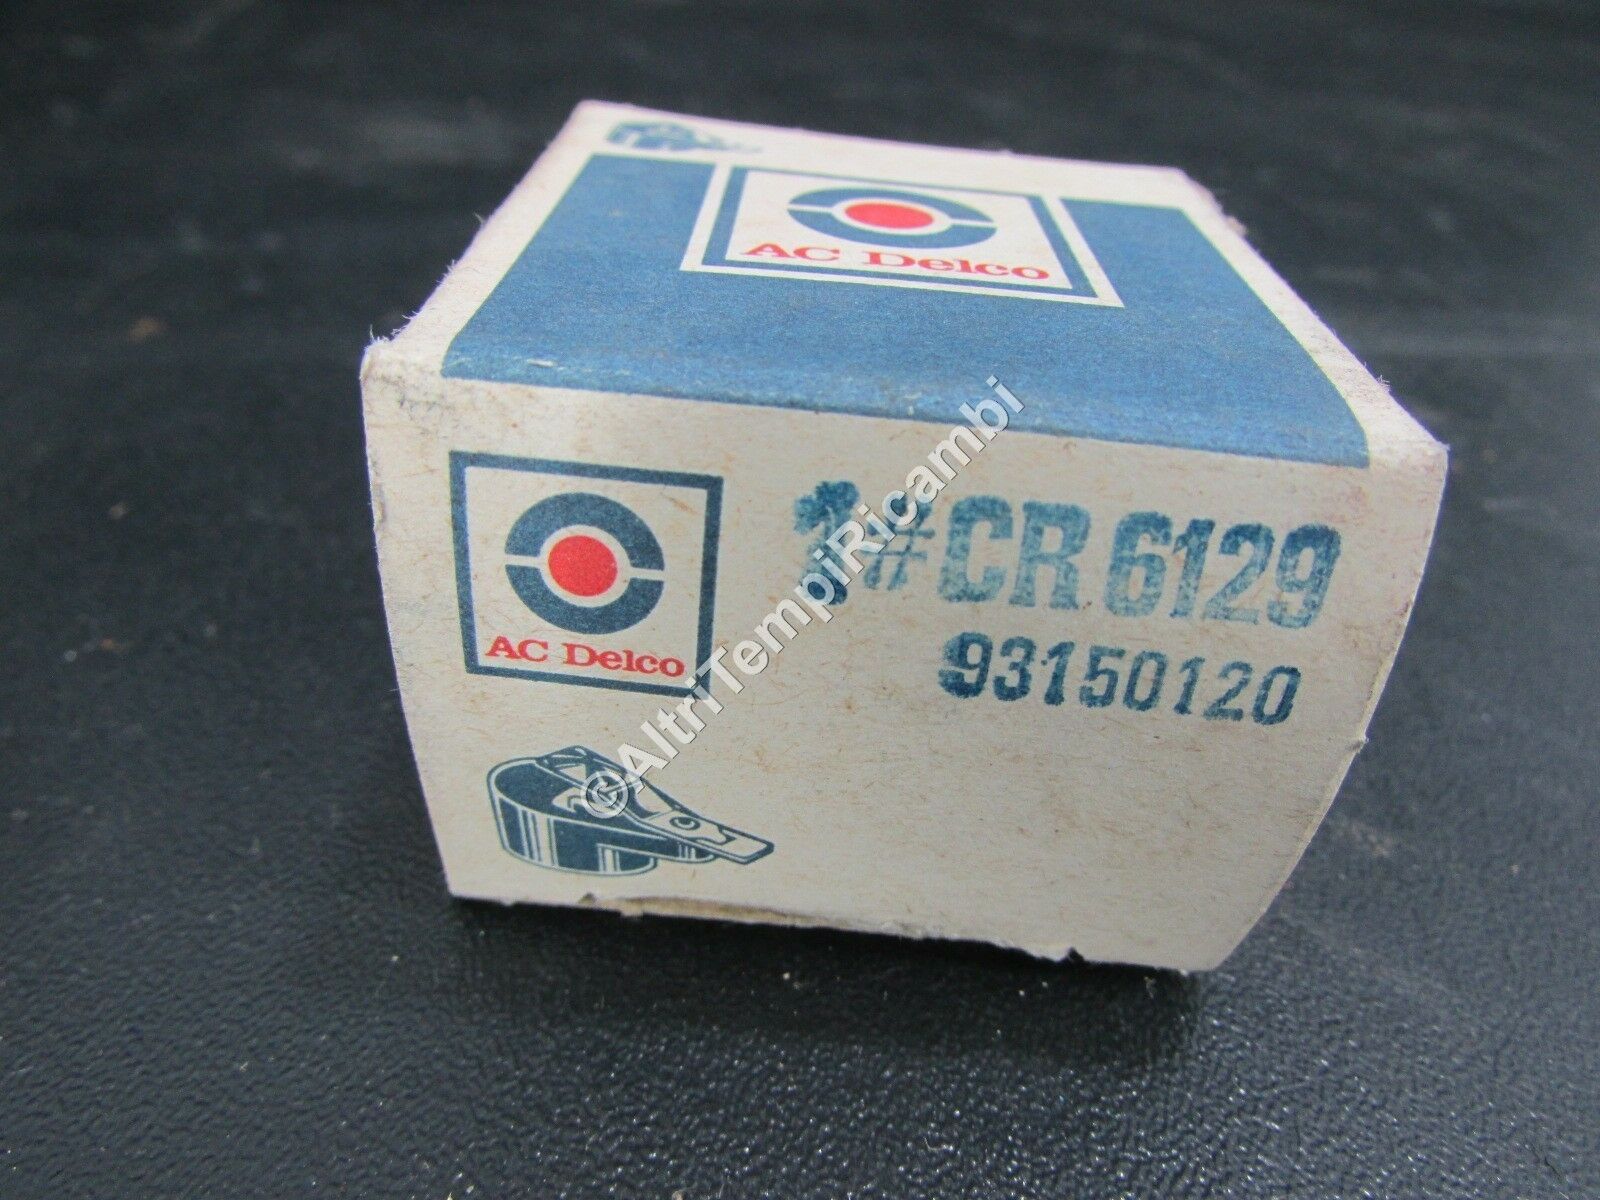 AC Delco
AC Delco
1#CR 6129
93150120
©AltriTempiRicambi